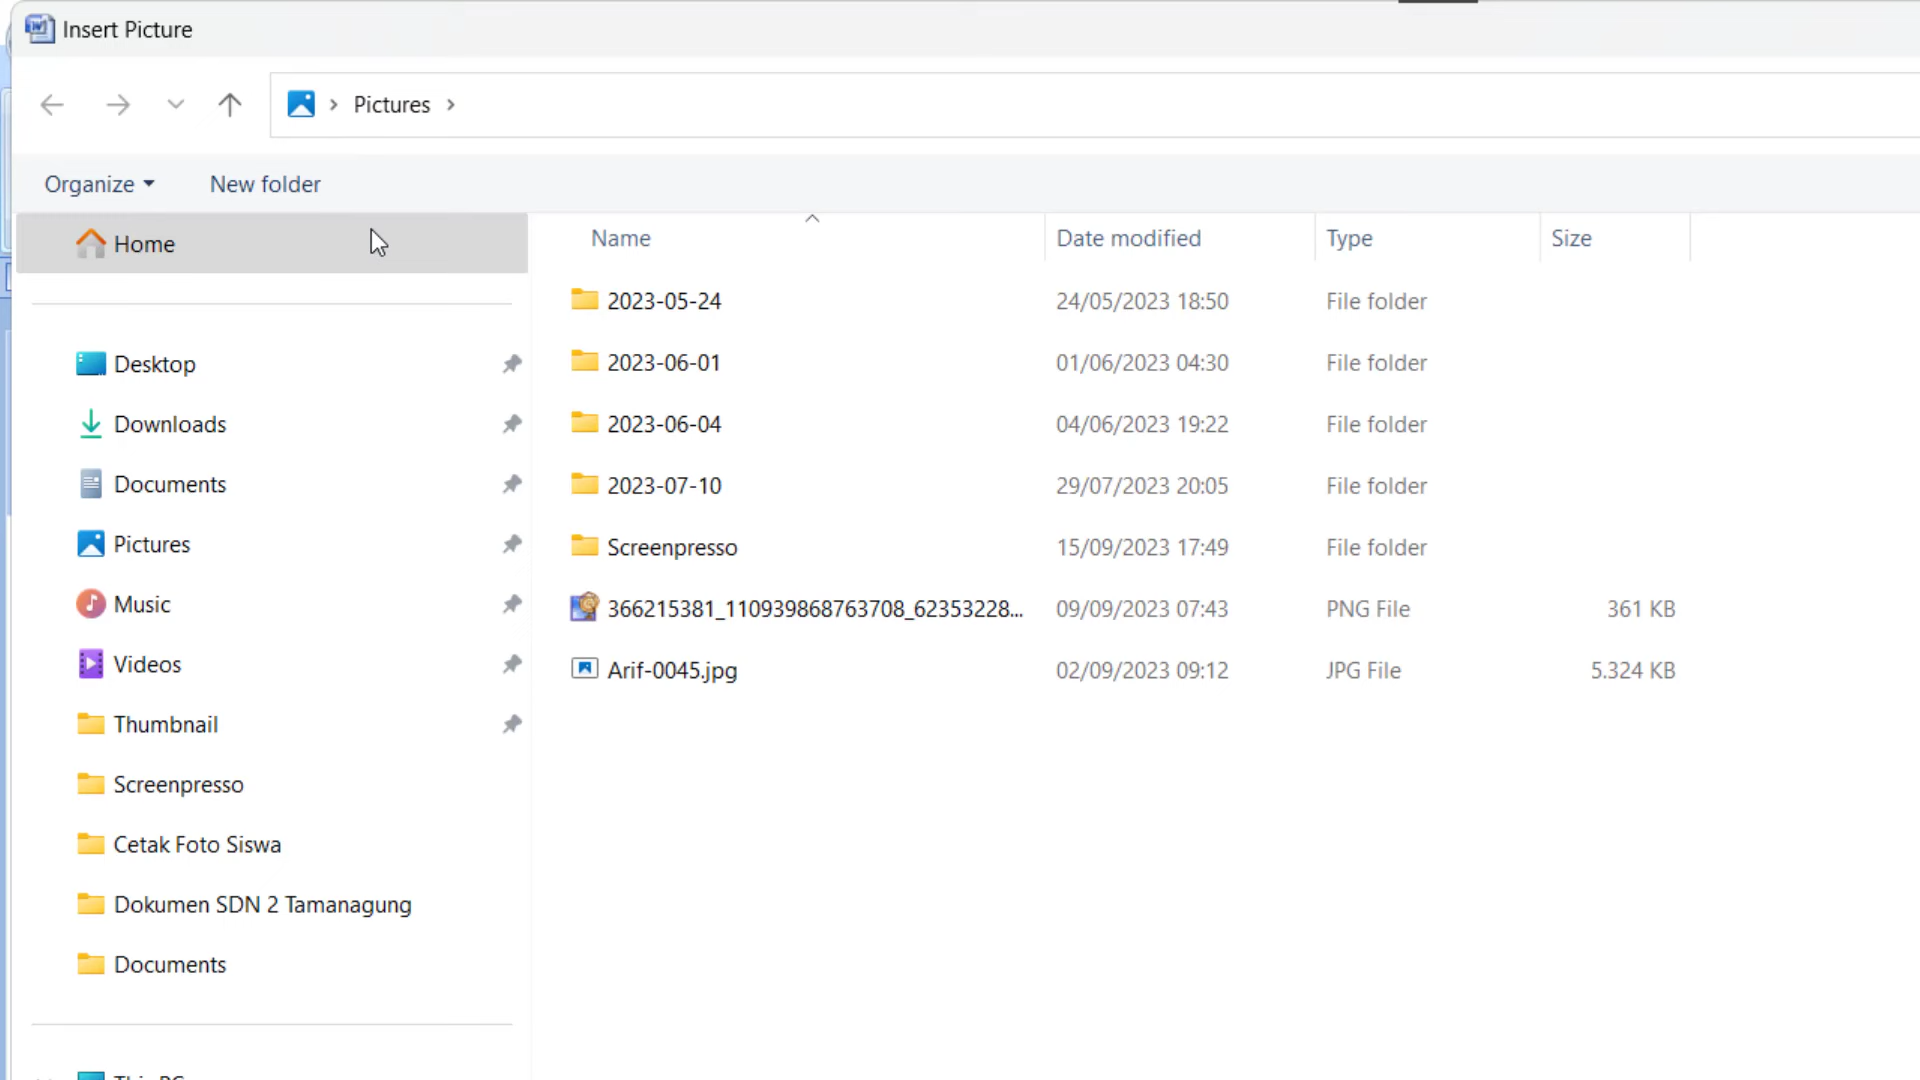 Insert Picture
Pictures
Organize New folder
Home
Desktop
Downloads
Documents
Pictures
Music
Videos
Thumbnail
Screenpresso
Cetak Foto Siswa
Dokumen SDN 2 Tamanagung
Documents
This PC
Name Date modified Type Size
2023-05-24 24/05/2023 18:50 File folder
2023-06-01 01/06/2023 04:30 File folder
2023-06-04 04/06/2023 19:22 File folder
2023-07-10 29/07/2023 20:05 File folder
Screenpresso 15/09/2023 17:49 File folder
366215381_110939868763708_62353228... 09/09/2023 07:43 PNG File 361 KB
Arif-0045.jpg 02/09/2023 09:12 JPG File 5.324 KB